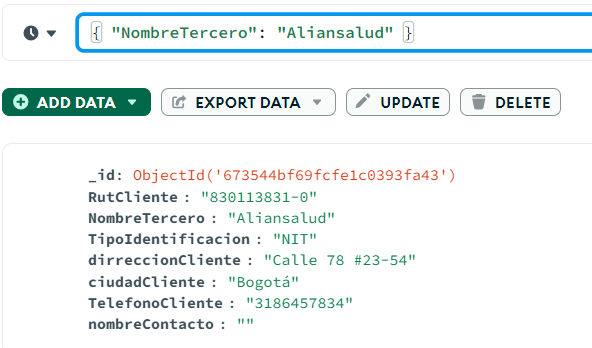 { "NombreTercero": "Aliansalud" }
ADD DATA EXPORT DATA UPDATE DELETE
_id: ObjectId('673544bf69fcfe1c0393fa43')
RutCliente : "830113831-0"
NombreTercero : "Aliansalud"
TipoIdentificacion : "NIT"
dirreccionCliente : "Calle 78 #23-54"
ciudadCliente : "Bogotá"
TelefonoCliente : "3186457834"
nombreContacto : ""